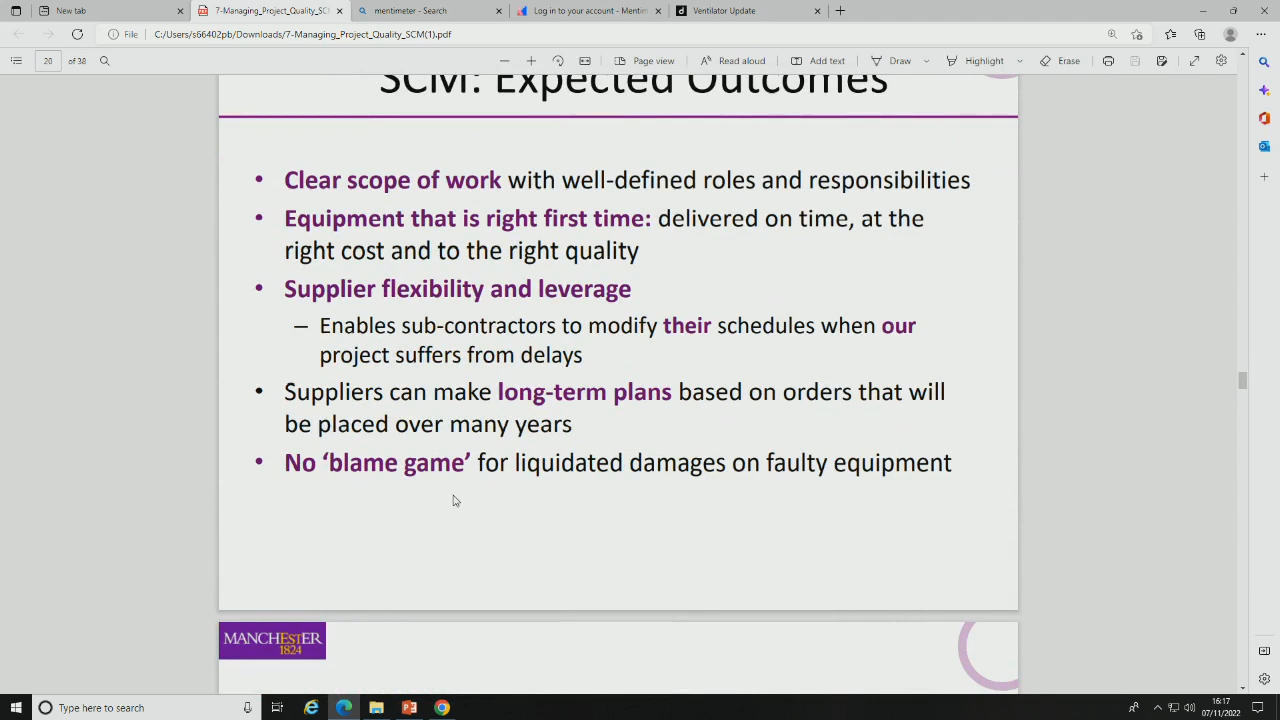 New tab
7-Managing_Project_Quality_SCM
mentimeter - Search
Log in to your account - Mentim
Ventilator Update
File
C:/Users/s66402pb/Downloads/7-Managing_Project_Quality_SCM(1).pdf
20 of 38
Page view
Read aloud
Add text
Draw
Highlight
Erase
SCM: Expected Outcomes
• Clear scope of work with well-defined roles and responsibilities
• Equipment that is right first time: delivered on time, at the
right cost and to the right quality
• Supplier flexibility and leverage
– Enables sub-contractors to modify their schedules when our
project suffers from delays
• Suppliers can make long-term plans based on orders that will
be placed over many years
• No ‘blame game’ for liquidated damages on faulty equipment
MANCHESTER
1824
Type here to search
16:17
07/11/2022